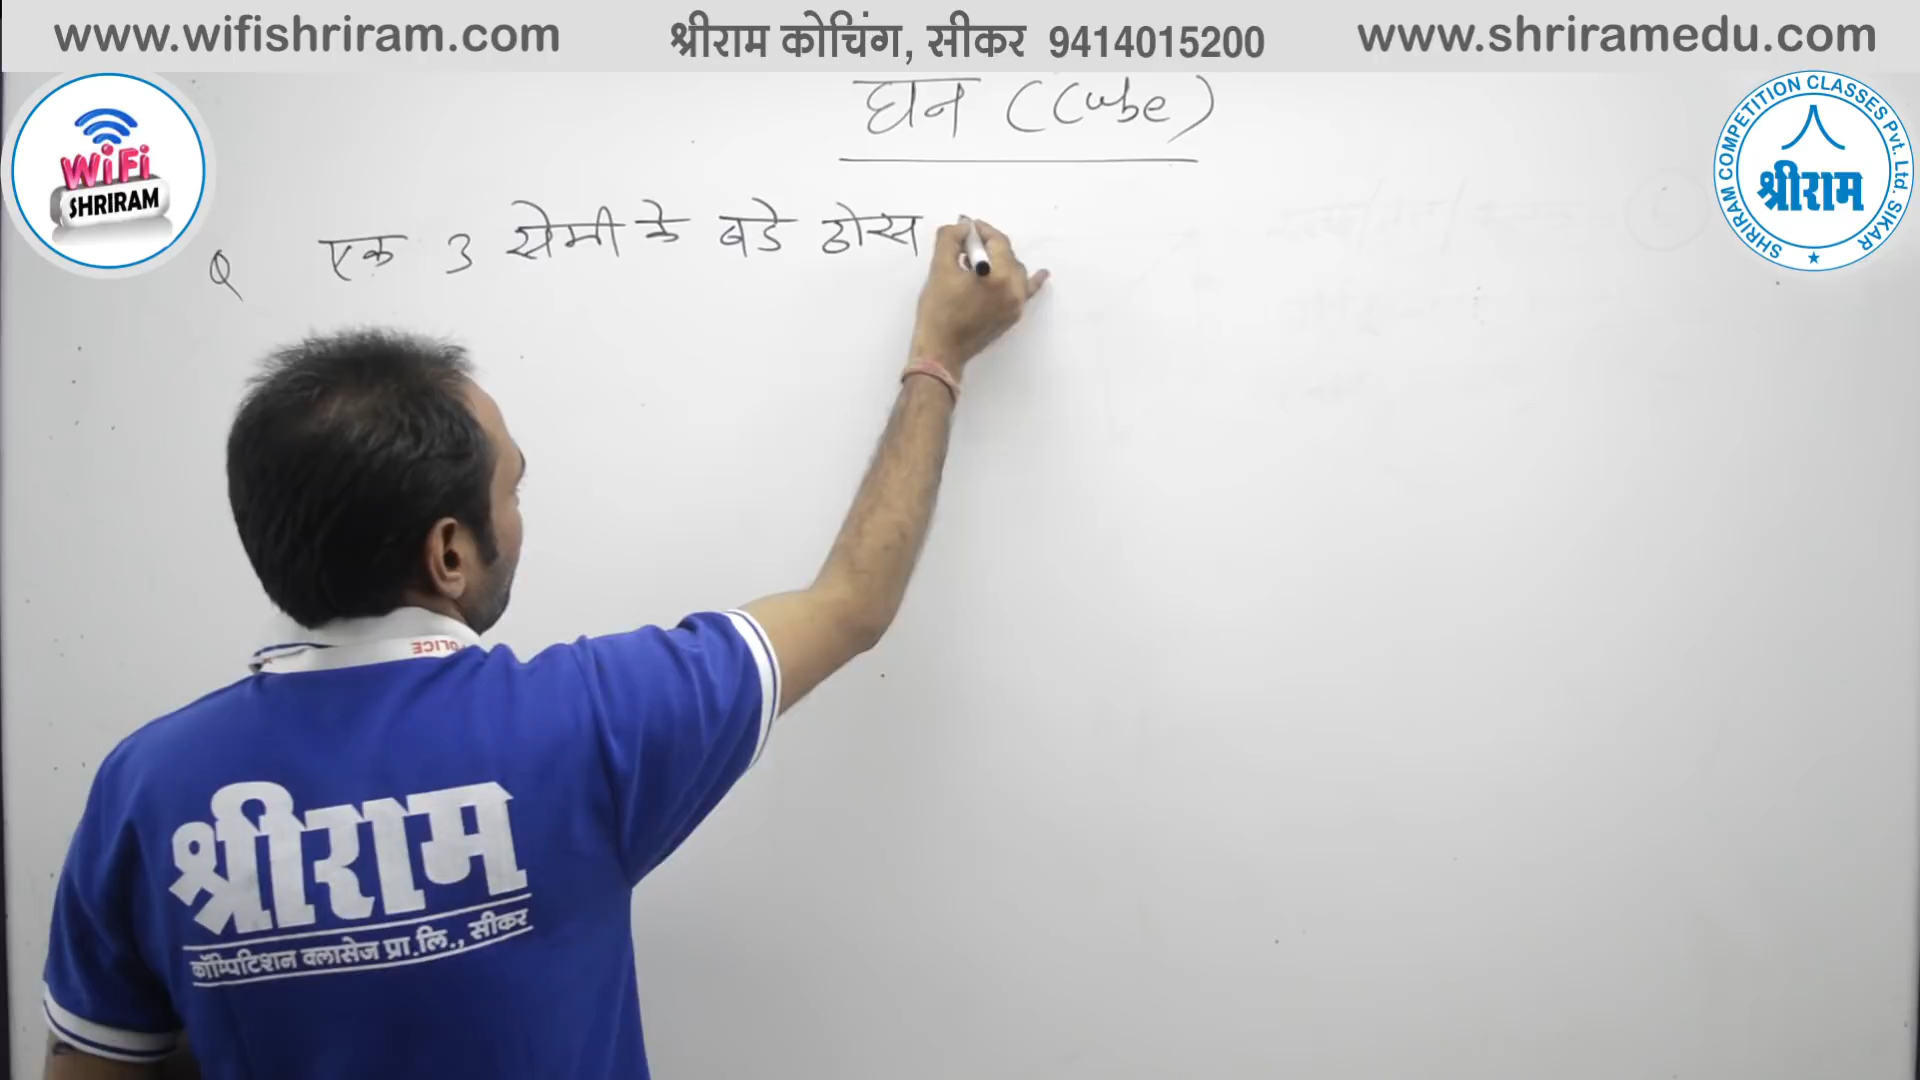 www.wifishriram.com श्रीराम कोचिंग, सीकर 9414015200 www.shriramedu.com
घन (Cube)
WiFi
SHRIRAM
SHRIRAM COMPETITION CLASSES Pvt. Ltd. SIKAR
श्रीराम
Q एक 3 सेमी के बडे ठोस
POLICE
श्रीराम
कॉम्पिटिशन क्लासेज प्रा.लि., सीकर